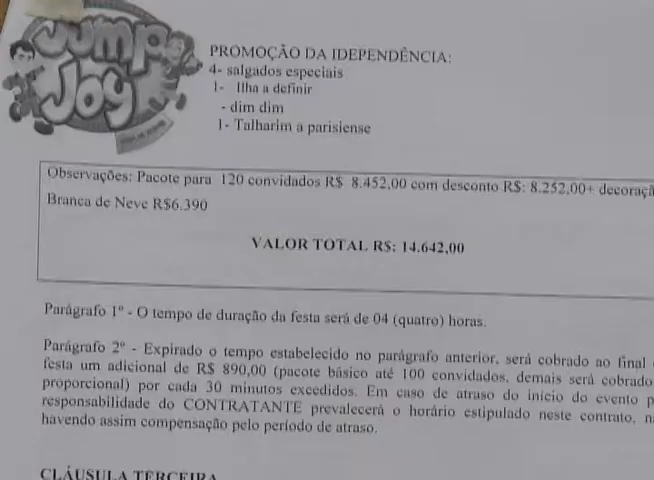 Jump
Joy
PROMOÇÃO DA IDEPENDÊNCIA:
4- salgados especiais
1- Ilha a definir
- dim dim
1- Talharim a parisiense
Observações: Pacote para 120 convidados R$ 8.452,00 com desconto R$: 8.252,00+ decoraçã
Branca de Neve R$6.390
VALOR TOTAL R$: 14.642,00
Parágrafo 1º - O tempo de duração da festa será de 04 (quatro) horas.
Parágrafo 2º - Expirado o tempo estabelecido no parágrafo anterior, será cobrado ao final
festa um adicional de R$ 890,00 (pacote básico até 100 convidados, demais será cobrado
proporcional) por cada 30 minutos excedidos. Em caso de atraso do início do evento p
responsabilidade do CONTRATANTE prevalecerá o horário estipulado neste contrato, n
havendo assim compensação pelo período de atraso.
CLÁUSULA TERCEIRA